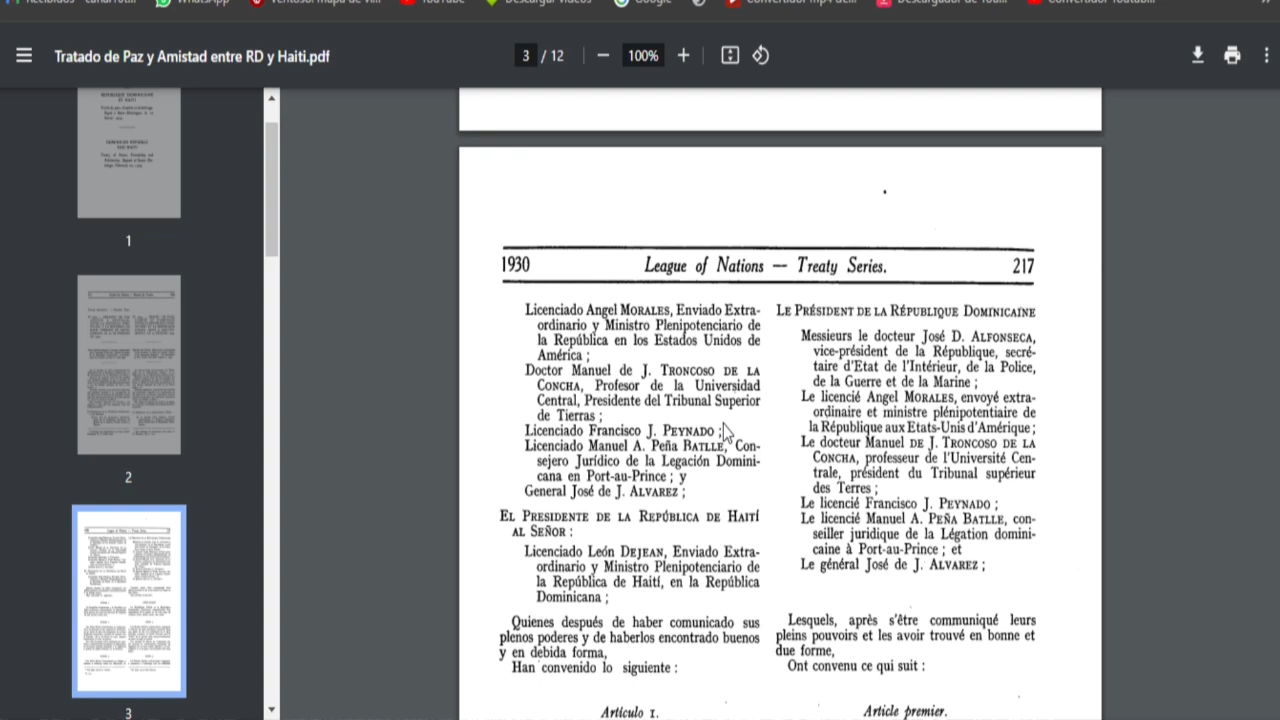 WhatsApp
YouTube
Google
Tratado de Paz y Amistad entre RD y Haiti.pdf
3 / 12
100%
1
2
3
1930
League of Nations — Treaty Series.
217
Licenciado Angel MORALES, Enviado Extra-
ordinario y Ministro Plenipotenciario de
la República en los Estados Unidos de
América ;
Doctor Manuel de J. TRONCOSO DE LA
CONCHA, Profesor de la Universidad
Central, Presidente del Tribunal Superior
de Tierras ;
Licenciado Francisco J. PEYNADO ;
Licenciado Manuel A. Peña BATLLE, Con-
sejero Jurídico de la Legación Domini-
cana en Port-au-Prince ; y
General José de J. ALVAREZ ;
EL PRESIDENTE DE LA REPÚBLICA DE HAITÍ
AL SEÑOR :
Licenciado León DEJEAN, Enviado Extra-
ordinario y Ministro Plenipotenciario de
la República de Haití, en la República
Dominicana ;
Quienes después de haber comunicado sus
plenos poderes y de haberlos encontrado buenos
y en debida forma,
Han convenido lo siguiente :
Artículo 1.
LE PRÉSIDENT DE LA RÉPUBLIQUE DOMINICAINE
Messieurs le docteur José D. ALFONSECA,
vice-président de la République, secré-
taire d'Etat de l'Intérieur, de la Police,
de la Guerre et de la Marine ;
Le licencié Angel MORALES, envoyé extra-
ordinaire et ministre plénipotentiaire de
la République aux Etats-Unis d'Amérique ;
Le docteur Manuel DE J. TRONCOSO DE LA
CONCHA, professeur de l'Université Cen-
trale, président du Tribunal supérieur
des Terres ;
Le licencié Francisco J. PEYNADO ;
Le licencié Manuel A. PEÑA BATLLE, con-
seiller juridique de la Légation domini-
caine à Port-au-Prince ; et
Le général José de J. ALVAREZ ;
Lesquels, après s'être communiqué leurs
pleins pouvoirs et les avoir trouvé en bonne et
due forme,
Ont convenu ce qui suit :
Article premier.